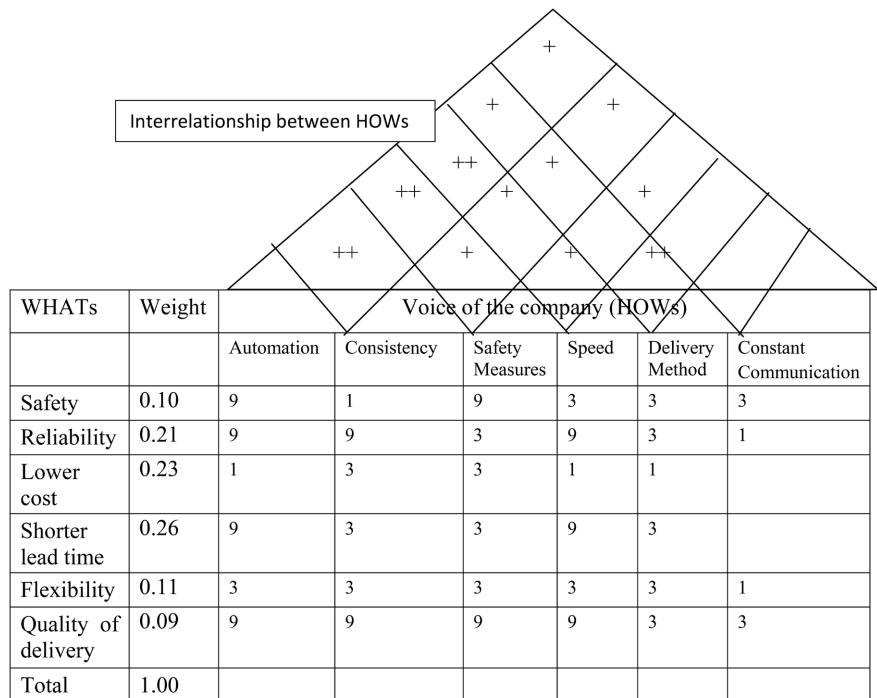 +
Interrelationship between HOWs
+ +
++ +
++ + +
++ + + ++
WHATs Weight Voice of the company (HOWs)
Automation Consistency Safety Measures Speed Delivery Method Constant Communication
Safety 0.10 9 1 9 3 3 3
Reliability 0.21 9 9 3 9 3 1
Lower cost 0.23 1 3 3 1 1
Shorter lead time 0.26 9 3 3 9 3
Flexibility 0.11 3 3 3 3 3 1
Quality of delivery 0.09 9 9 9 9 3 3
Total 1.00